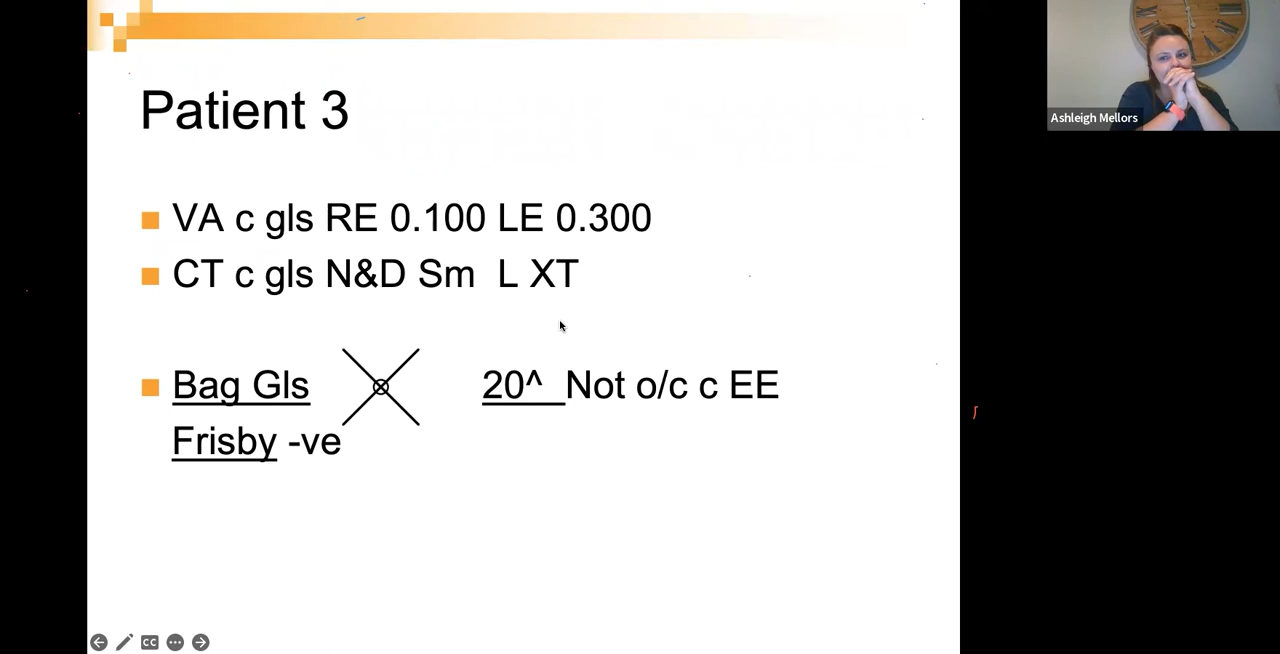 Patient 3
VA c gls RE 0.100 LE 0.300
CT c gls N&D Sm L XT
Bag Gls 20^ Not o/c c EE
Frisby -ve
Ashleigh Mellors
CC